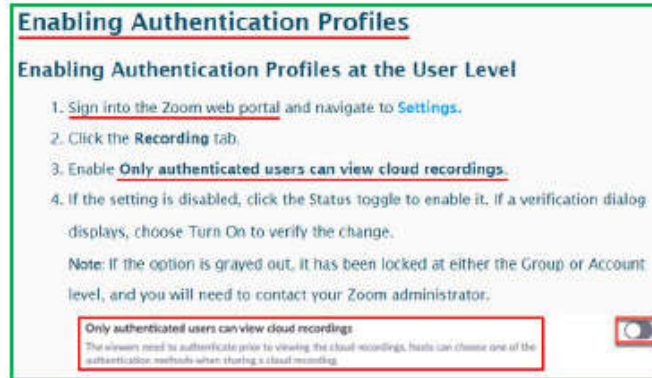 Enabling Authentication Profiles
Enabling Authentication Profiles at the User Level
1. Sign into the Zoom web portal and navigate to Settings.
2. Click the Recording tab.
3. Enable Only authenticated users can view cloud recordings.
4. If the setting is disabled, click the Status toggle to enable it. If a verification dialog
displays, choose Turn On to verify the change.
Note: If the option is grayed out, it has been locked at either the Group or Account
level, and you will need to contact your Zoom administrator.
Only authenticated users can view cloud recordings
The viewers need to authenticate prior to viewing the cloud recordings, hosts can choose one of the
authentication methods when sharing a cloud recording.